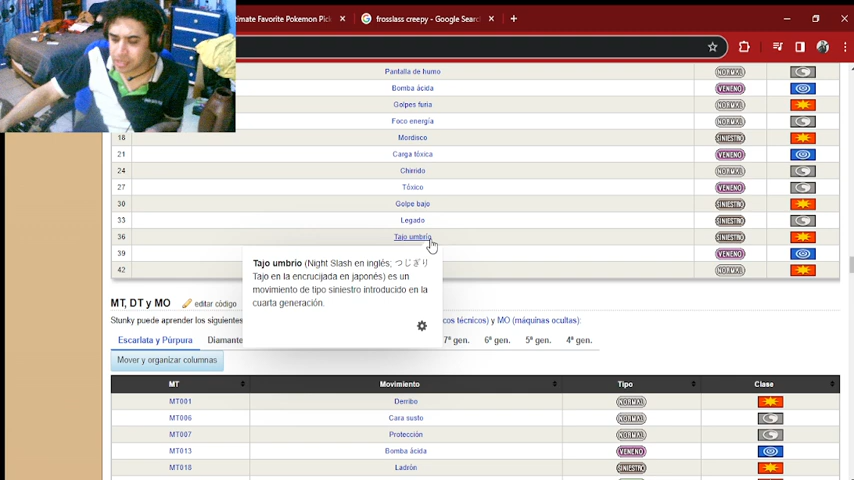 timate Favorite Pokemon Pick ×
frosslass creepy - Google Searc ×
Pantalla de humo NORMAL
Bomba ácida VENENO
Golpes furia NORMAL
Foco energía NORMAL
18 Mordisco SINIESTRO
21 Carga tóxica VENENO
24 Chirrido NORMAL
27 Tóxico VENENO
30 Golpe bajo SINIESTRO
33 Legado SINIESTRO
36 Tajo umbrío SINIESTRO
39 VENENO
42 SINIESTRO
Tajo umbrío (Night Slash en inglés; つじぎり
Tajo en la encrucijada en japonés) es un
movimiento de tipo siniestro introducido en la
cuarta generación.
MT, DT y MO editar código
Stunky puede aprender los siguientes cos técnicos) y MO (máquinas ocultas):
Escarlata y Púrpura Diamante 7ª gen. 6ª gen. 5ª gen. 4ª gen.
Mover y organizar columnas
MT Movimiento Tipo Clase
MT001 Derribo NORMAL
MT006 Cara susto NORMAL
MT007 Protección NORMAL
MT013 Bomba ácida VENENO
MT018 Ladrón SINIESTRO